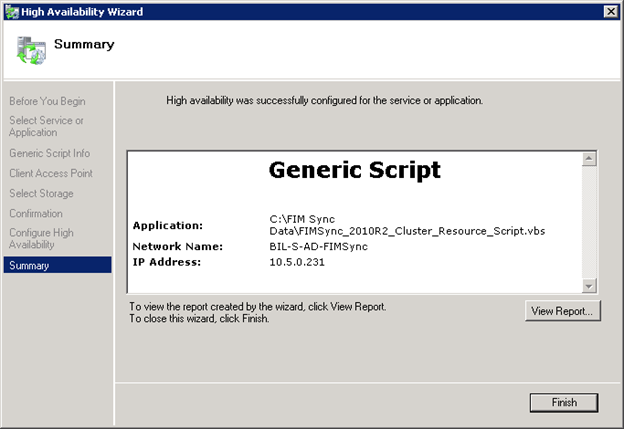 High Availability Wizard
Summary
Before You Begin
Select Service or
Application
Generic Script Info
Client Access Point
Select Storage
Confirmation
Configure High
Availability
Summary
High availability was successfully configured for the service or application.
Generic Script
Application:
C:\FIM Sync
Data\FIMSync_2010R2_Cluster_Resource_Script.vbs
Network Name: BIL-S-AD-FIMSync
IP Address: 10.5.0.231
To view the report created by the wizard, click View Report.
To close this wizard, click Finish.
View Report...
Finish